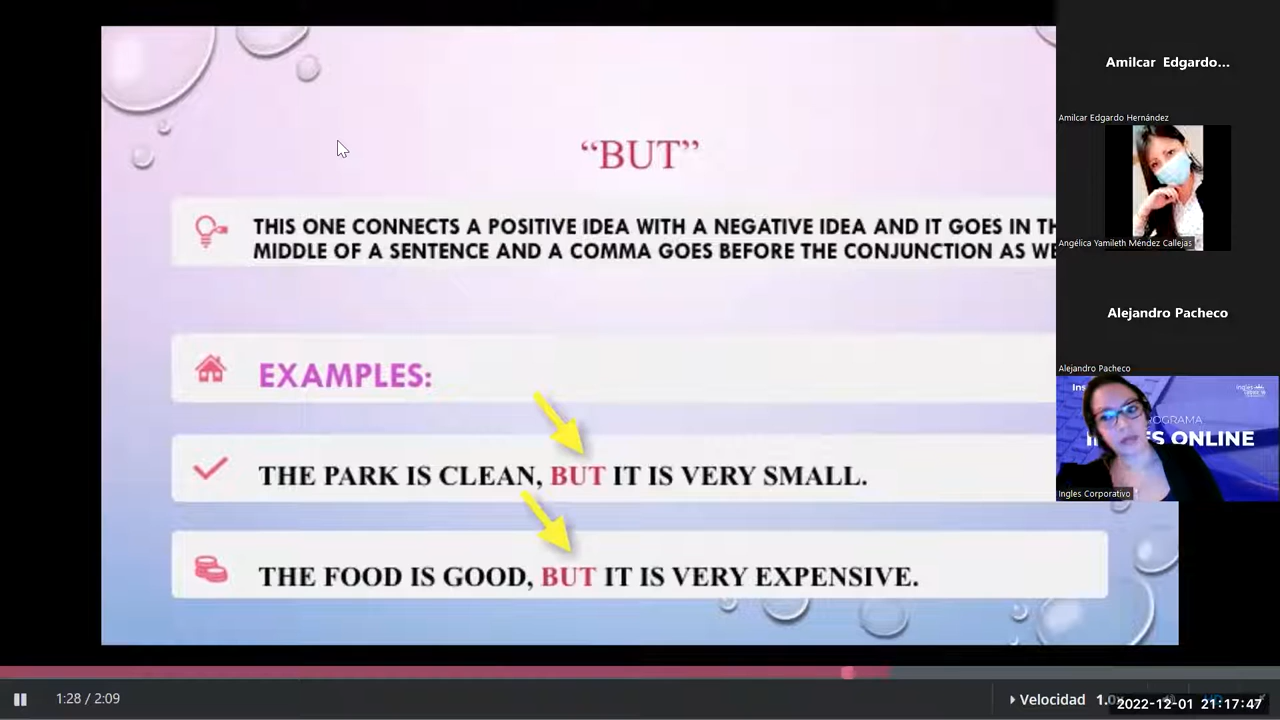 “BUT”
THIS ONE CONNECTS A POSITIVE IDEA WITH A NEGATIVE IDEA AND IT GOES IN
MIDDLE OF A SENTENCE AND A COMMA GOES BEFORE THE CONJUNCTION AS
EXAMPLES:
THE PARK IS CLEAN, BUT IT IS VERY SMALL.
THE FOOD IS GOOD, BUT IT IS VERY EXPENSIVE.
Amilcar Edgardo...
Amilcar Edgardo Hernández
Angélica Yamileth Méndez Callejas
Alejandro Pacheco
Alejandro Pacheco
ONLINE
Ingles Corporativo
1:28 / 2:09
Velocidad 1.0x
2022-12-01 21:17:47